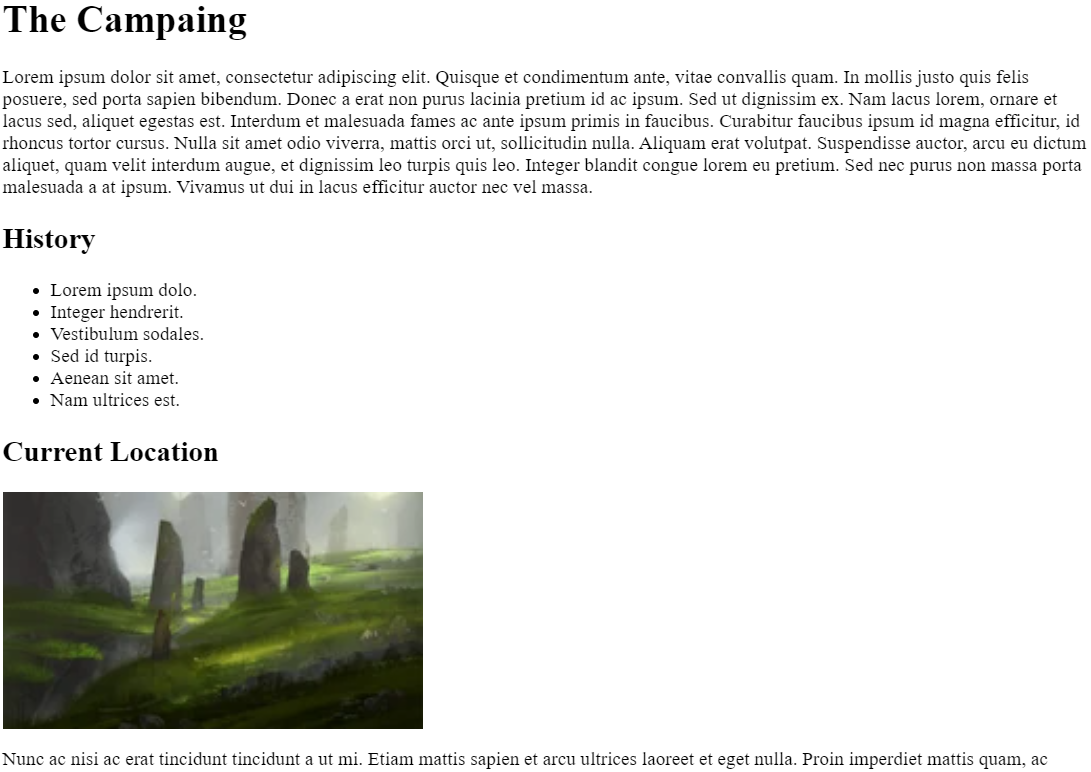 The Campaing
Lorem ipsum dolor sit amet, consectetur adipiscing elit. Quisque et condimentum ante, vitae convallis quam. In mollis justo quis felis
posuere, sed porta sapien bibendum. Donec a erat non purus lacinia pretium id ac ipsum. Sed ut dignissim ex. Nam lacus lorem, ornare et
lacus sed, aliquet egestas est. Interdum et malesuada fames ac ante ipsum primis in faucibus. Curabitur faucibus ipsum id magna efficitur, id
rhoncus tortor cursus. Nulla sit amet odio viverra, mattis orci ut, sollicitudin nulla. Aliquam erat volutpat. Suspendisse auctor, arcu eu dictum
aliquet, quam velit interdum augue, et dignissim leo turpis quis leo. Integer blandit congue lorem eu pretium. Sed nec purus non massa porta
malesuada a at ipsum. Vivamus ut dui in lacus efficitur auctor nec vel massa.
History
Lorem ipsum dolo.
Integer hendrerit.
Vestibulum sodales.
Sed id turpis.
Aenean sit amet.
Nam ultrices est.
Current Location
Nunc ac nisi ac erat tincidunt tincidunt a ut mi. Etiam mattis sapien et arcu ultrices laoreet et eget nulla. Proin imperdiet mattis quam, ac